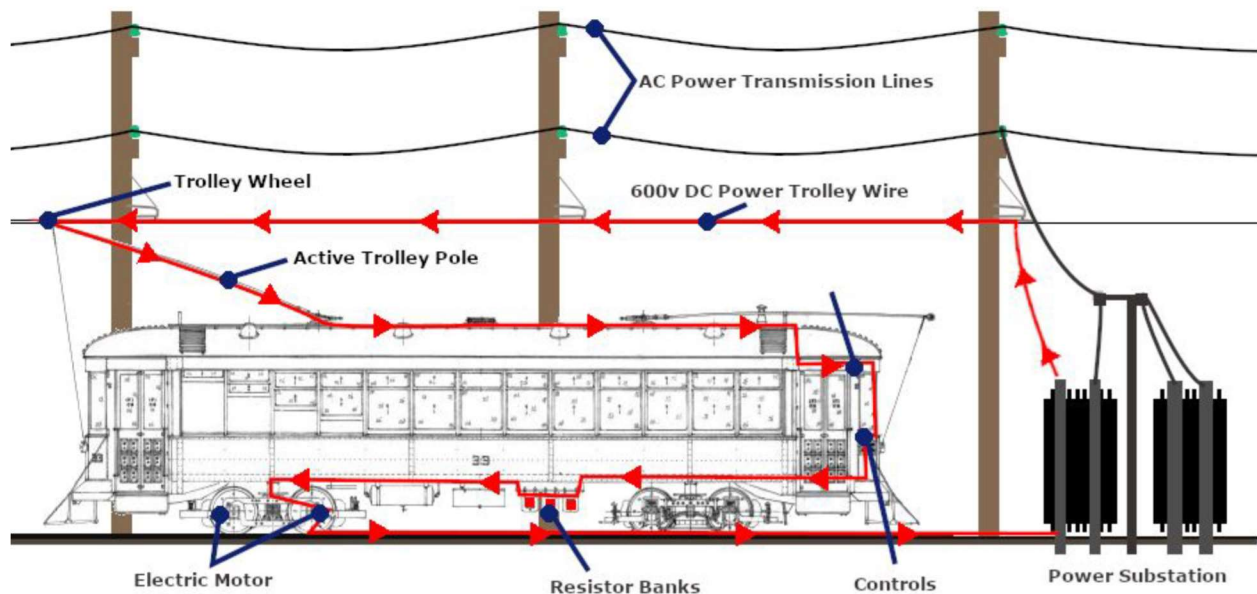 AC Power Transmission Lines
Trolley Wheel
600v DC Power Trolley Wire
Active Trolley Pole
33
Electric Motor
Resistor Banks
Controls
Power Substation